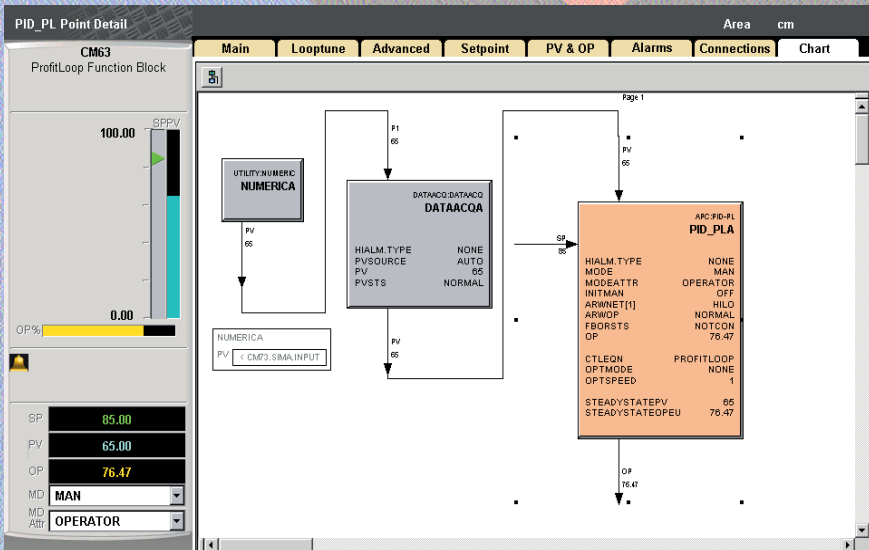 PID_PL Point Detail
Area cm
CM63
ProfitLoop Function Block
Main Looptune Advanced Setpoint PV & OP Alarms Connections Chart
SPPV
100.00
0.00
OP%
SP 85.00
PV 65.00
OP 76.47
MD MAN
MD Attr OPERATOR
Page 1
UTILITY:NUMERIC
NUMERICA
PV
65
NUMERICA
PV < CM73.SIMA.INPUT
P1
65
DATAACQ:DATAACQ
DATAACQA
HIALM.TYPE NONE
PVSOURCE AUTO
PV 65
PVSTS NORMAL
PV
65
PV
65
SP
85
APC:PID-PL
PID_PLA
HIALM.TYPE NONE
MODE MAN
MODEATTR OPERATOR
INITMAN OFF
ARWNET[1] HILO
ARWOP NORMAL
FBORSTS NOTCON
OP 76.47
CTLEQN PROFITLOOP
OPTMODE NONE
OPTSPEED 1
STEADYSTATEPV 65
STEADYSTATEOPEU 76.47
OP
76.47